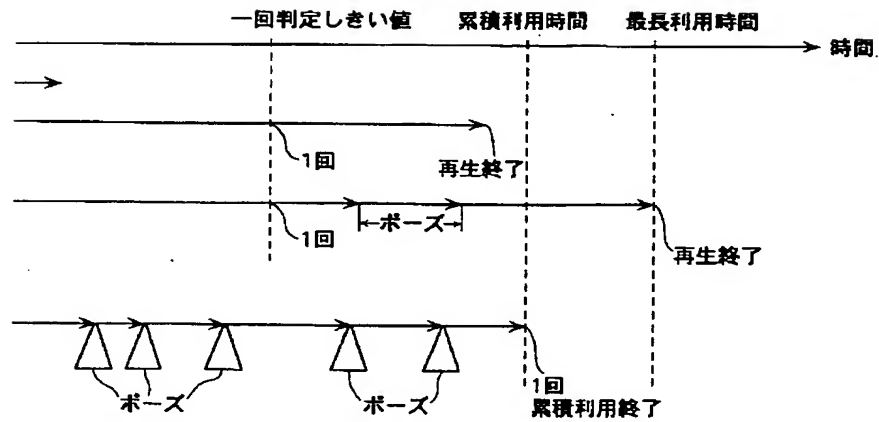 一回判定しきい値 累積利用時間 最長利用時間
時間
1回
再生終了
1回
ポーズ
再生終了
1回
累積利用終了
ポーズ
ポーズ